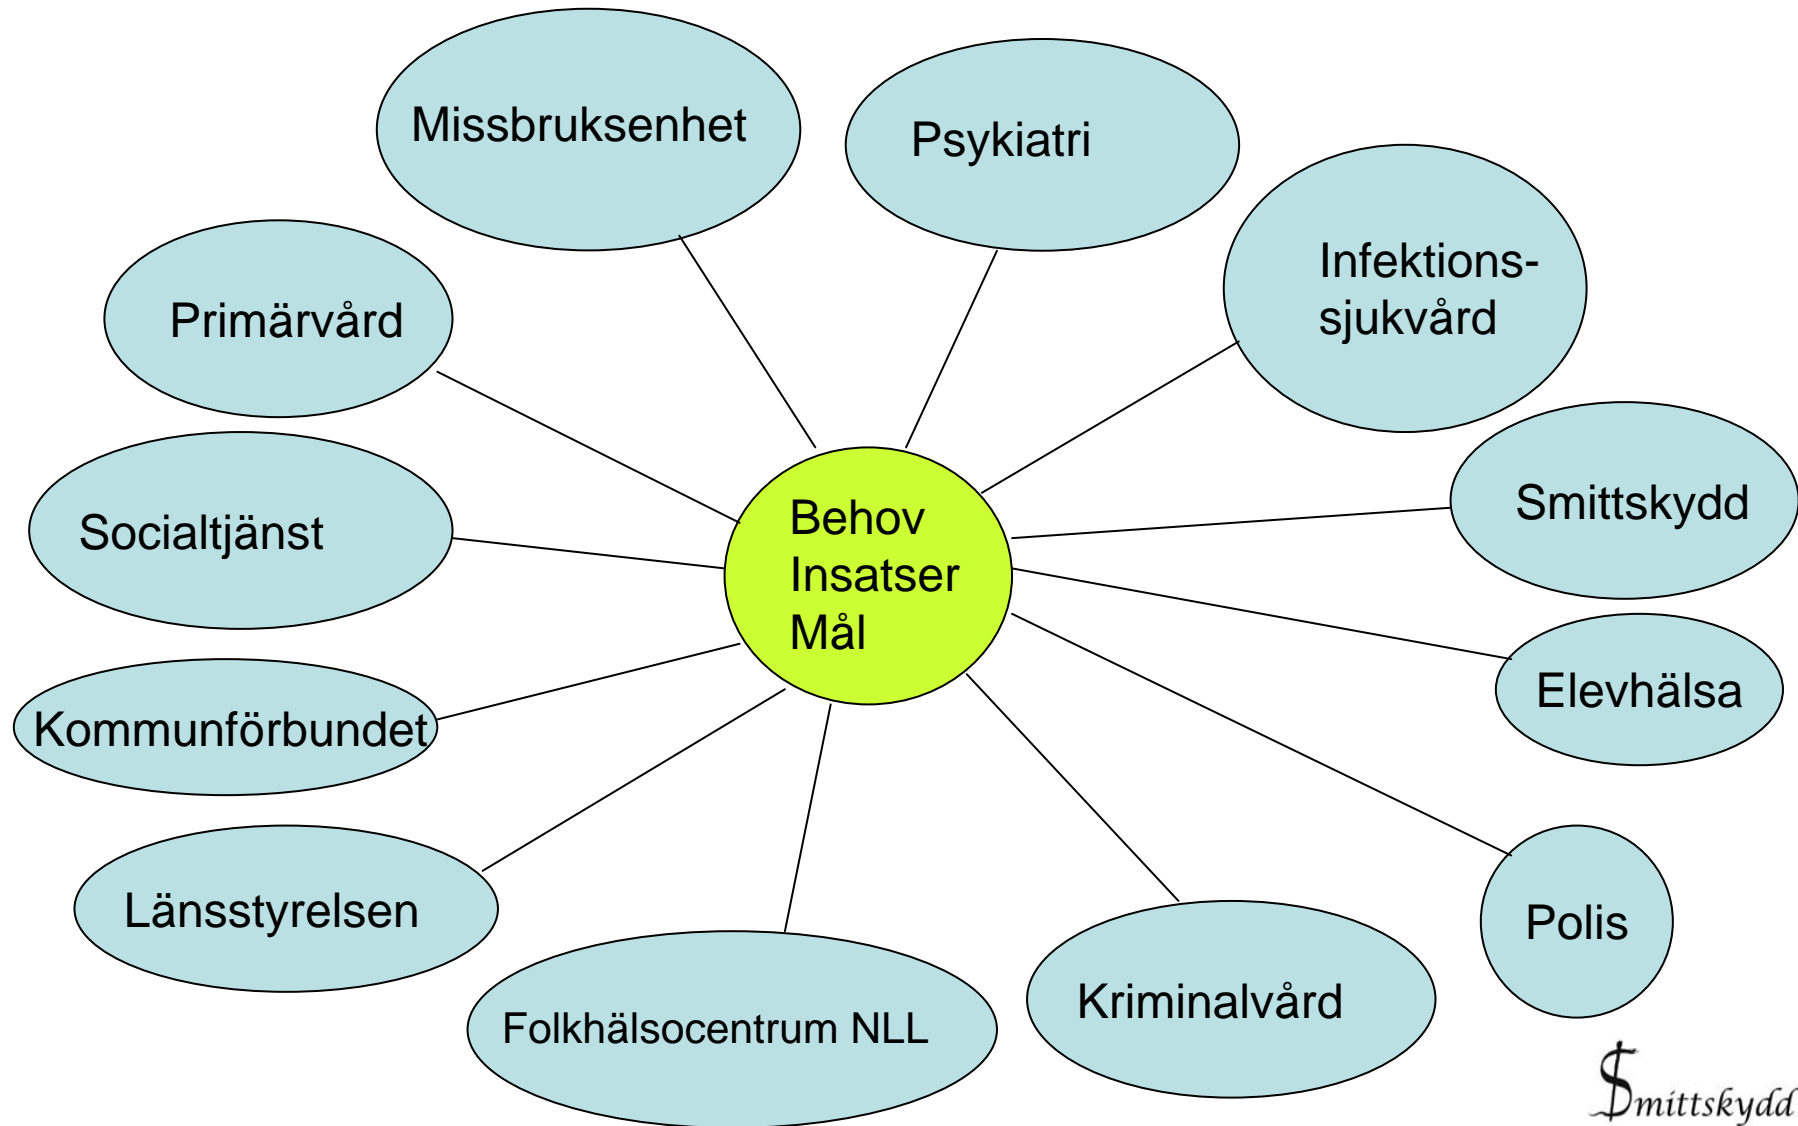 Missbruksenhet
Psykiatri
Infektions-
sjukvård
Primärvård
Smittskydd
Socialtjänst
Behov
Insatser
Mål
Elevhälsa
Kommunförbundet
Länsstyrelsen
Polis
Folkhälsocentrum NLL
Kriminalvård
Smittskydd